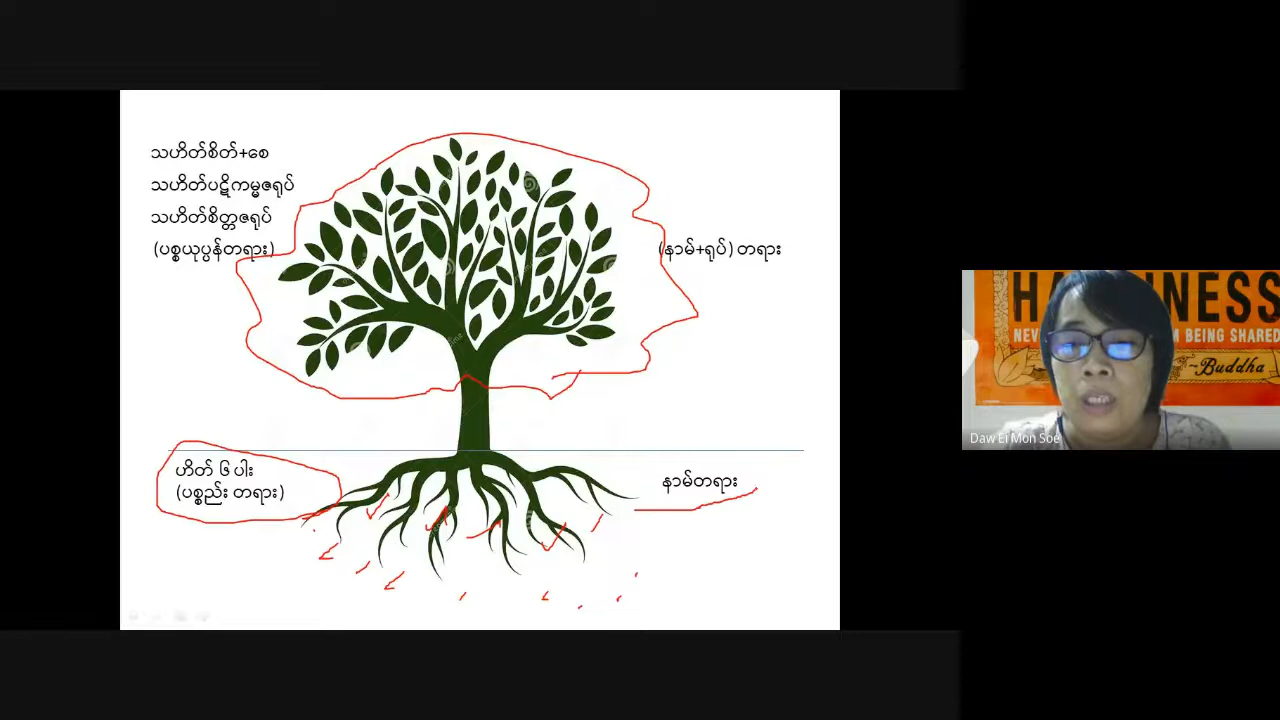 သဟိတ်စိတ်+စေ
သဟိတ်ပဋိကမ္မဇရုပ်
သဟိတ်စိတ္တဇရုပ်
(ပစ္စယုပ္ပန်တရား)
(နာမ်+ရုပ်) တရား
ဟိတ် ၆ ပါး
(ပစ္စည်း တရား)
နာမ်တရား
HA INESS
NEV M BEING SHARED
~Buddha
Daw Ei Mon Soe